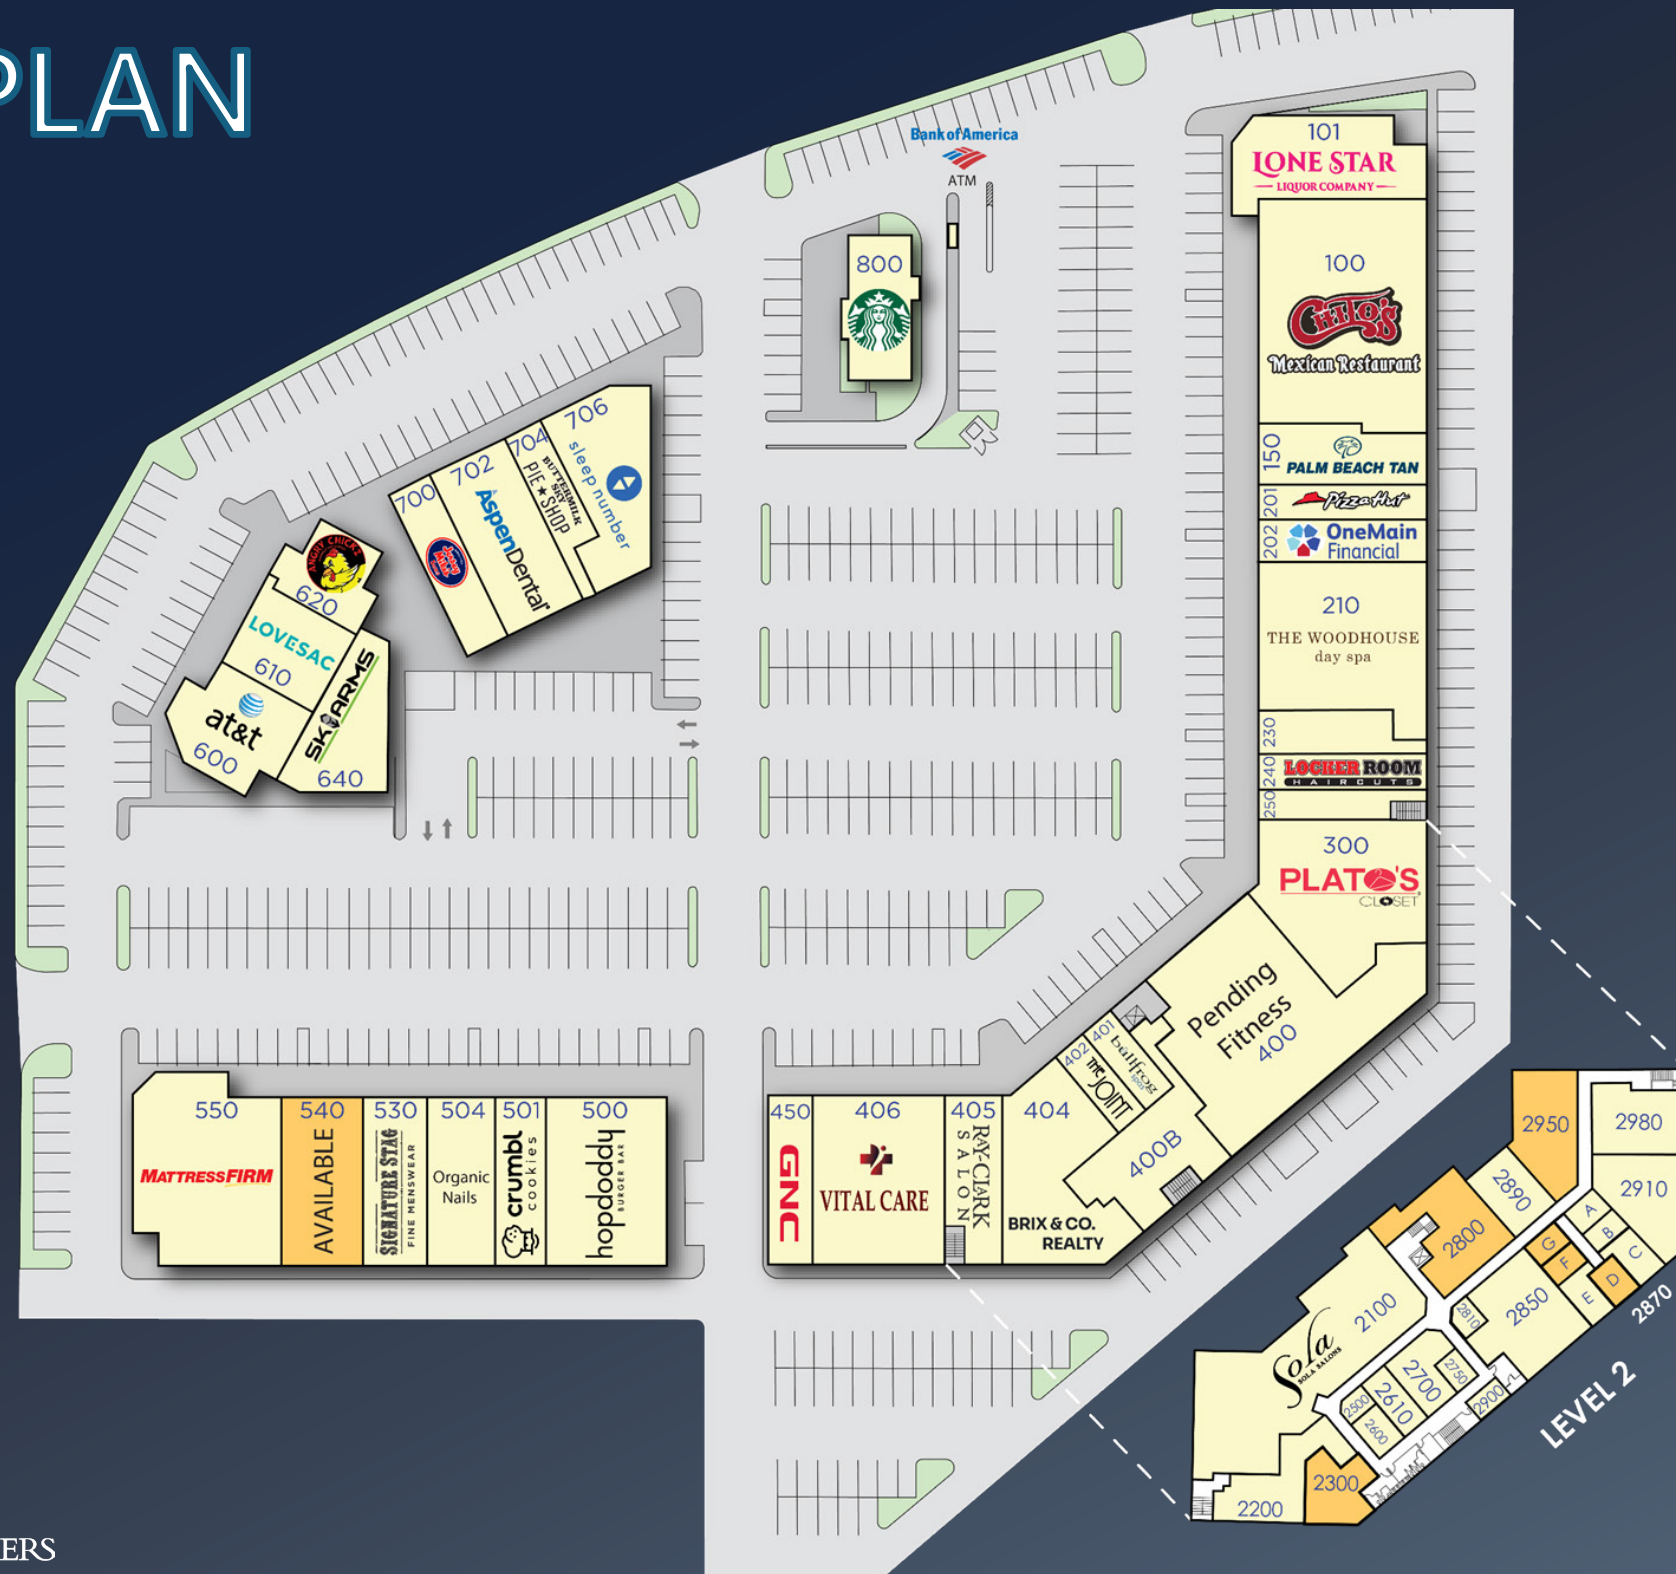 PLAN
Bank of America
ATM
800
101
LONE STAR
LIQUOR COMPANY
100
CHITO'S
Mexican Restaurant
150
PALM BEACH TAN
201
Pizza Hut
202
OneMain
Financial
210
THE WOODHOUSE
day spa
230
240
LOCKER ROOM
HAIRCUTS
250
300
PLATO'S
CLOSET
706
sleep number
704
BUTTERMILK
SKY
PIE SHOP
702
AspenDental
700
ANGRY CHICKZ
620
LOVESAC
610
at&t
600
SKYARMS
640
Pending
Fitness
400
401
bullfrog
spas
402
THE JOINT
400B
404
BRIX & CO.
REALTY
405
RAY-CLARK
SALON
406
VITAL CARE
450
GNC
550
MATTRESSFIRM
540
AVAILABLE
530
SIGNATURE STAG
FINE MENSWEAR
504
Organic
Nails
501
crumbl
cookies
500
hopdoddy
BURGER BAR
2950
2980
2890
2910
2800
A
B
C
G
F
D
E
2870
2850
2810
2100
Sola
SOLA SALONS
2700
2750
2610
2500
2600
2900
LEVEL 2
2300
2200
ERS